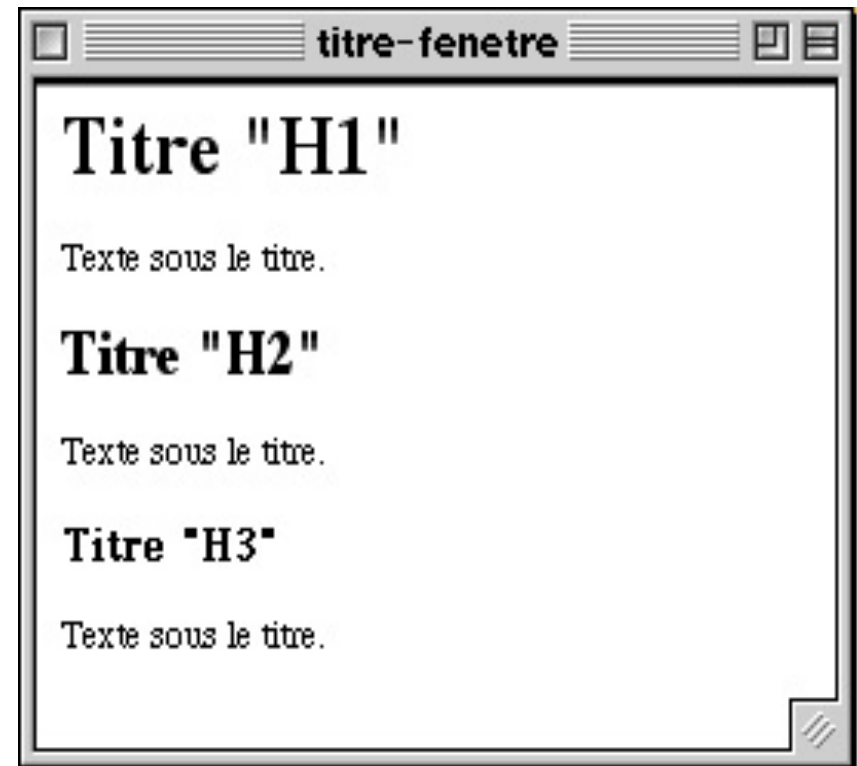 titre-fenetre
Titre "H1"
Texte sous le titre.
Titre "H2"
Texte sous le titre.
Titre "H3"
Texte sous le titre.